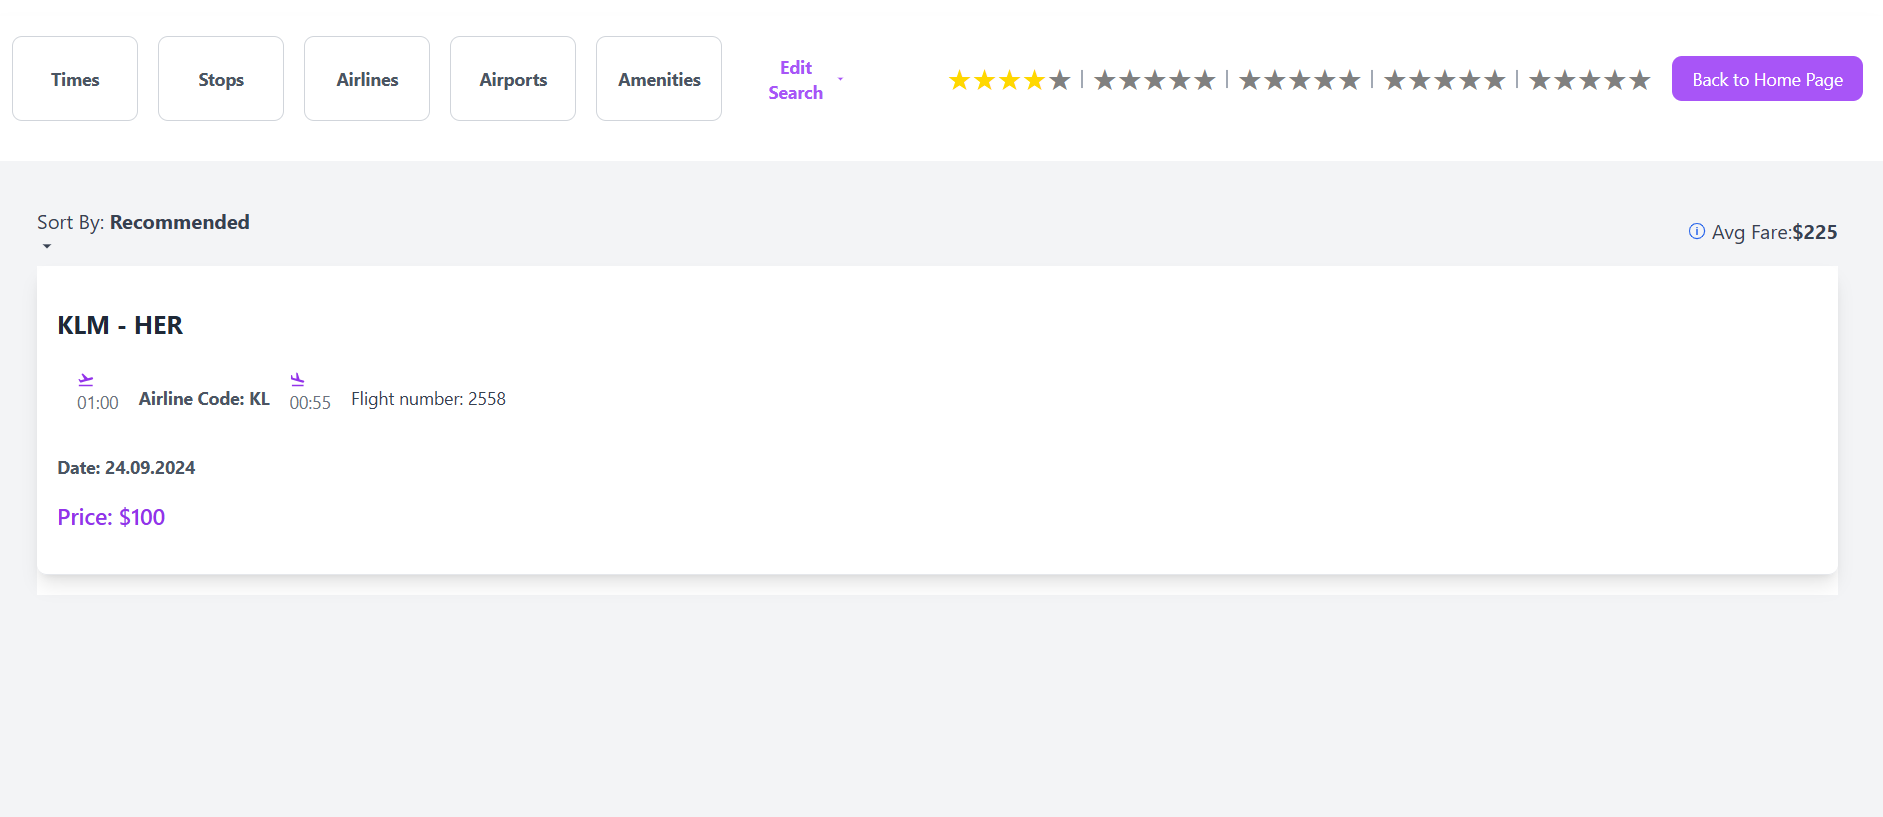 Times
Stops
Airlines
Airports
Amenities
Edit
Search
Back to Home Page
Sort By: Recommended
Avg Fare:$225
KLM - HER
01:00
Airline Code: KL
00:55
Flight number: 2558
Date: 24.09.2024
Price: $100